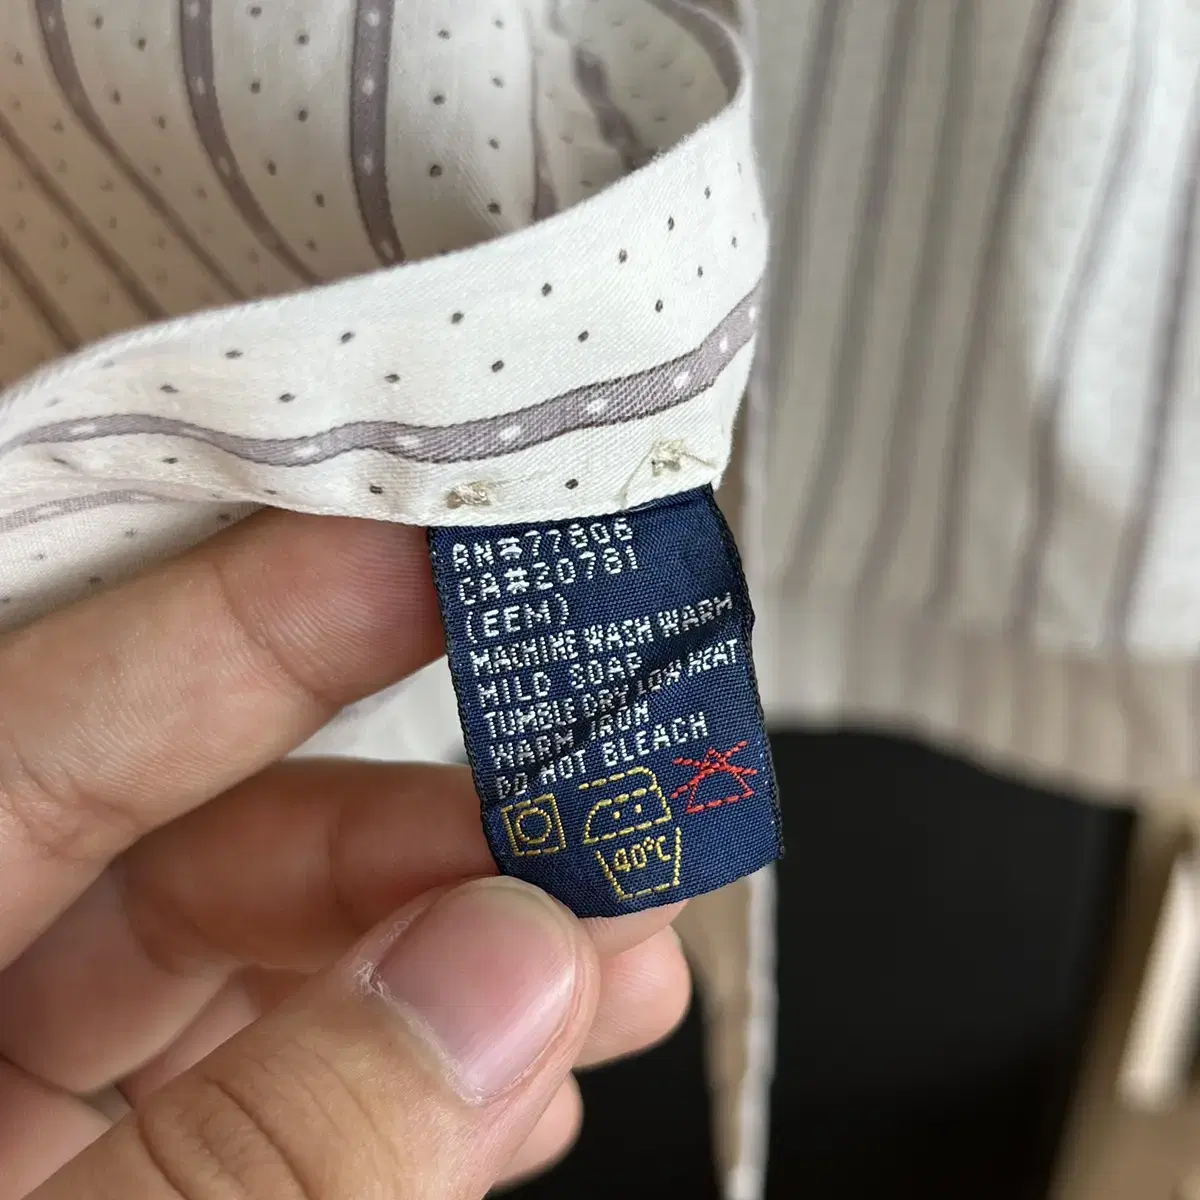 RN#77806
CA#20781
(EEM)
MACHINE WASH WARM
MILD SOAP
TUMBLE DRY LOW HEAT
WARM IRON
DO NOT BLEACH
40°C